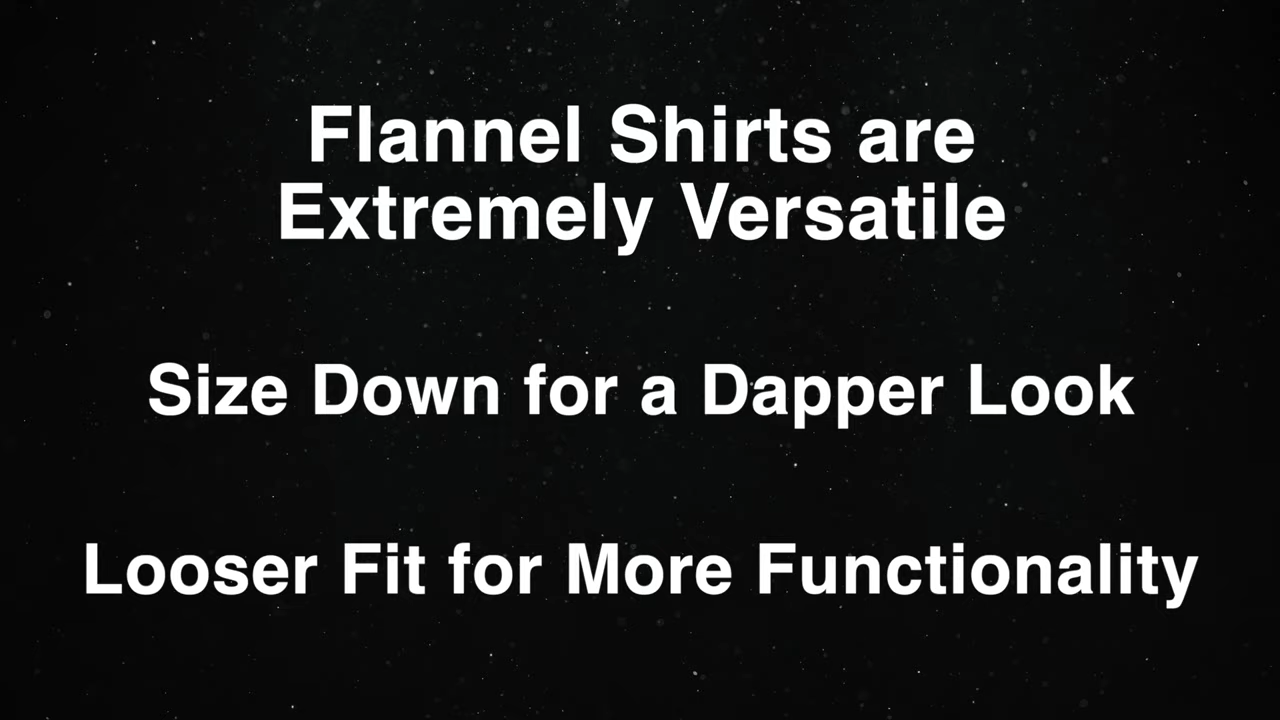 Flannel Shirts are
Extremely Versatile
Size Down for a Dapper Look
Looser Fit for More Functionality